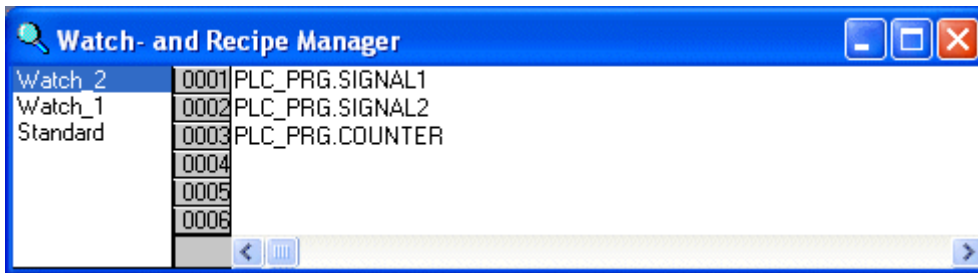 Watch- and Recipe Manager
Watch_2
Watch_1
Standard
0001 PLC_PRG.SIGNAL1
0002 PLC_PRG.SIGNAL2
0003 PLC_PRG.COUNTER
0004
0005
0006